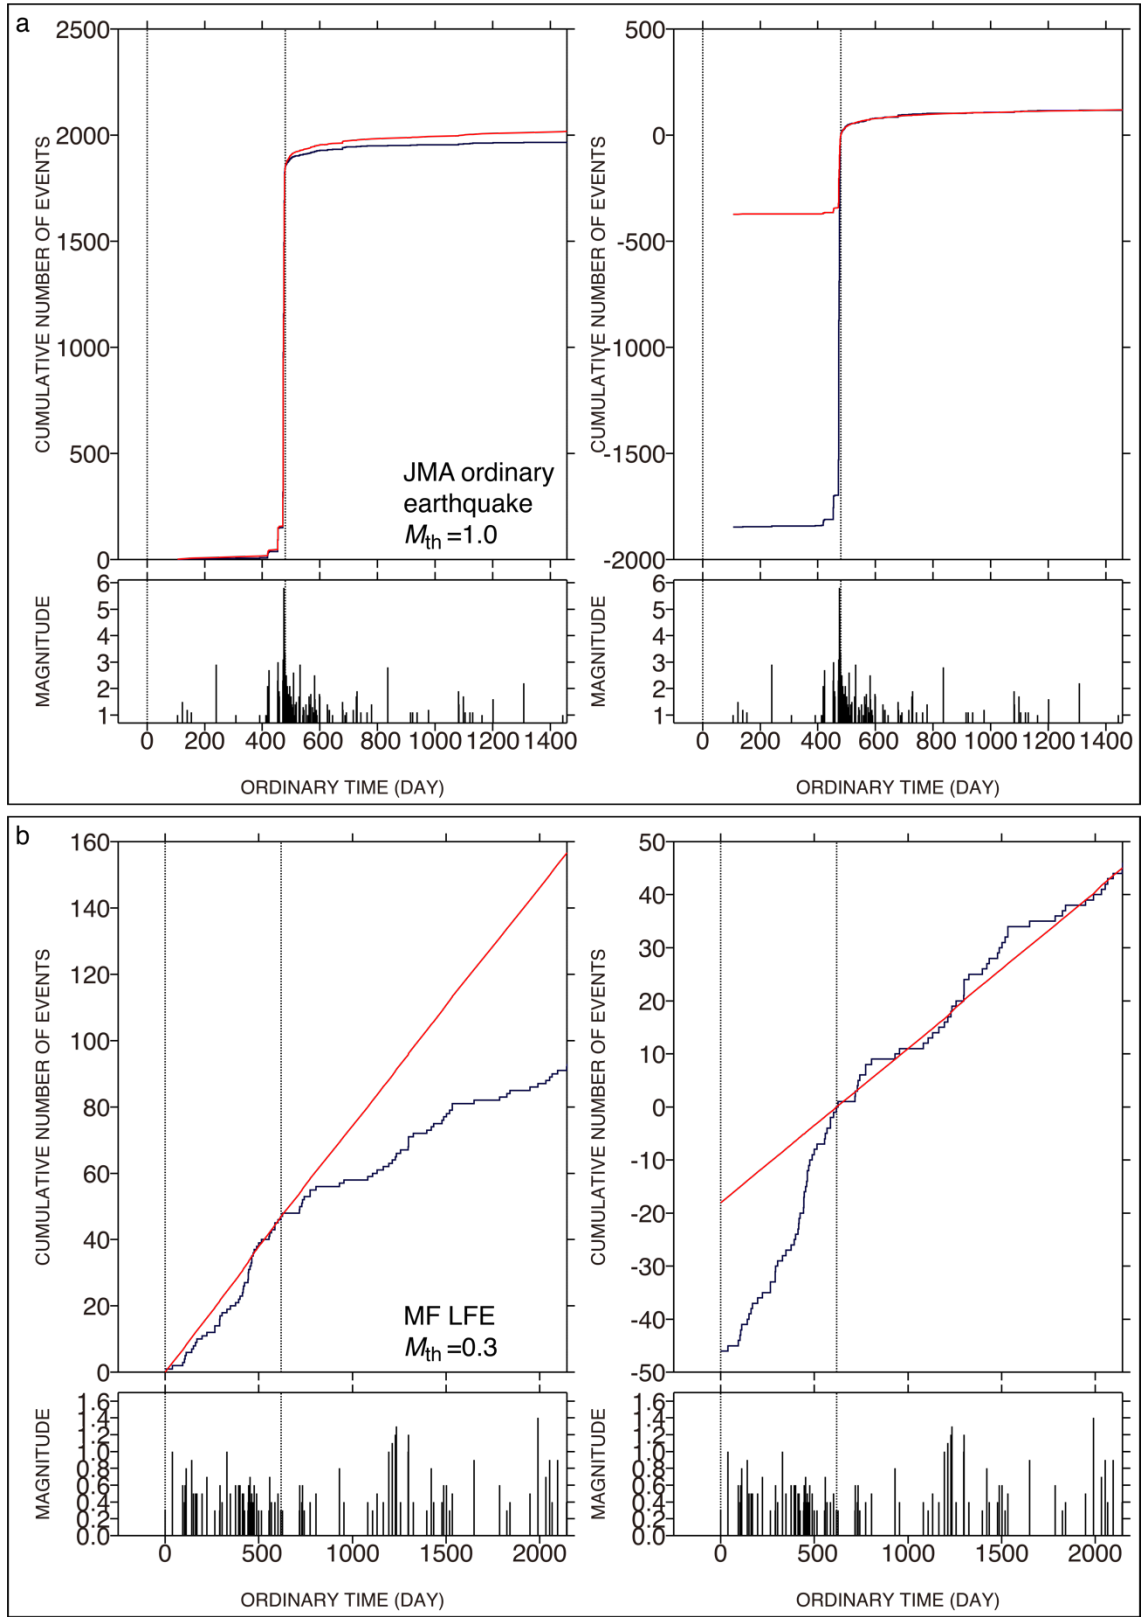 a
2500
2000
1500
1000
500
0
CUMULATIVE NUMBER OF EVENTS
JMA ordinary
earthquake
Mth=1.0
6
5
4
3
2
1
MAGNITUDE
0 200 400 600 800 1000 1200 1400
ORDINARY TIME (DAY)
500
0
-500
-1000
-1500
-2000
CUMULATIVE NUMBER OF EVENTS
6
5
4
3
2
1
MAGNITUDE
0 200 400 600 800 1000 1200 1400
ORDINARY TIME (DAY)
b
160
140
120
100
80
60
40
20
0
CUMULATIVE NUMBER OF EVENTS
MF LFE
Mth=0.3
1.6
1.4
1.2
1.0
0.8
0.6
0.4
0.2
0.0
MAGNITUDE
0 500 1000 1500 2000
ORDINARY TIME (DAY)
50
40
30
20
10
0
-10
-20
-30
-40
-50
CUMULATIVE NUMBER OF EVENTS
1.6
1.4
1.2
1.0
0.8
0.6
0.4
0.2
0.0
MAGNITUDE
0 500 1000 1500 2000
ORDINARY TIME (DAY)